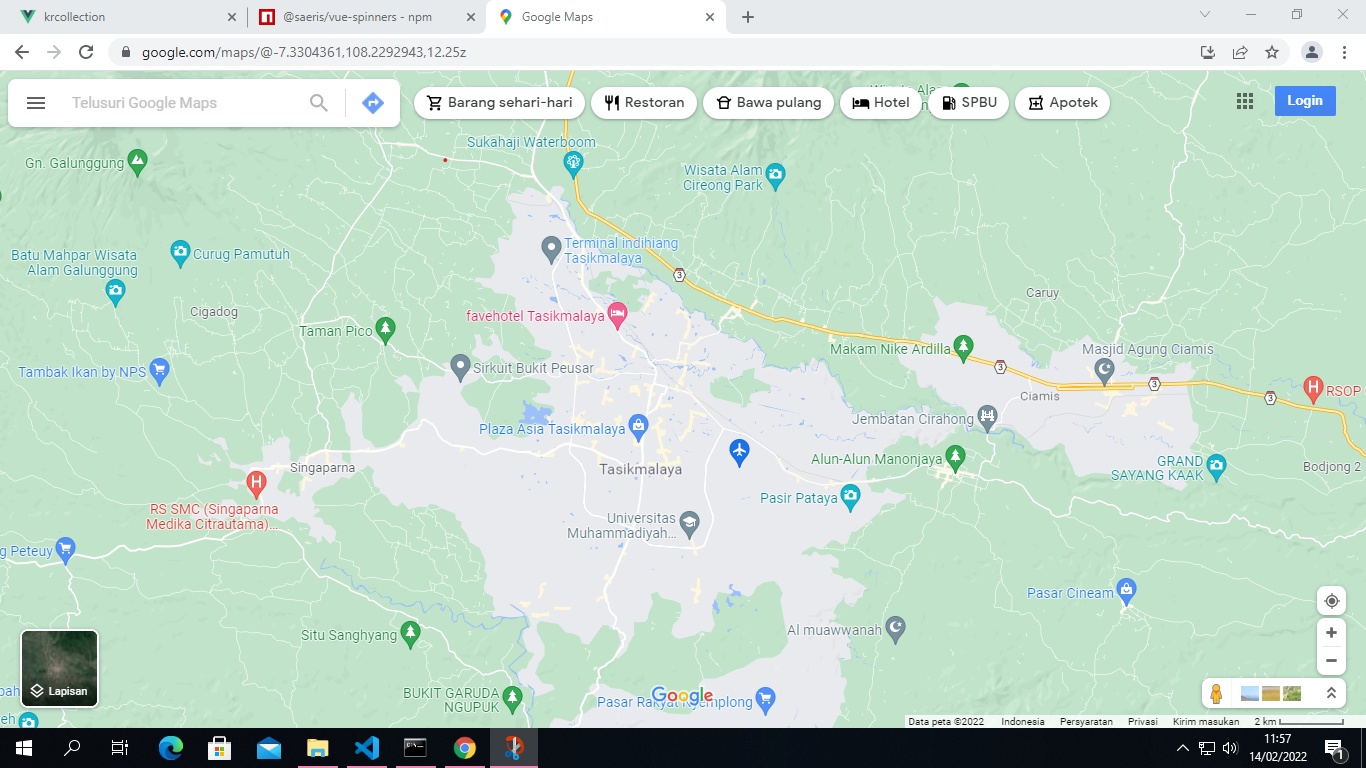 krcollection
@saeris/vue-spinners - npm
Google Maps
google.com/maps/@-7.3304361,108.2292943,12.25z
Telusuri Google Maps
Barang sehari-hari
Restoran
Bawa pulang
Hotel
SPBU
Apotek
Login
Sukahaji Waterboom
Gn. Galunggung
Wisata Alam
Cireong Park
Terminal indihiang
Tasikmalaya
Batu Mahpar Wisata
Alam Galunggung
Curug Pamutuh
3
Caruy
Cigadog
favehotel Tasikmalaya
Taman Pico
Makam Nike Ardilla
Masjid Agung Ciamis
3
Sirkuit Bukit Peusar
Tambak Ikan by NPS
3
RSOP
Ciamis
3
Jembatan Cirahong
Plaza Asia Tasikmalaya
Alun-Alun Manonjaya
GRAND
SAYANG KAAK
Bodjong 2
Singaparna
Tasikmalaya
H
H
Pasir Pataya
RS SMC (Singaparna
Medika Citrautama)...
Universitas
Muhammadiyah...
g Peteuy
Pasar Cineam
Al muawwanah
Situ Sanghyang
Lapisan
BUKIT GARUDA
NGUPUK
Google
Data peta ©2022
Indonesia
Persyaratan
Privasi
Kirim masukan
2 km
11:57
14/02/2022
1